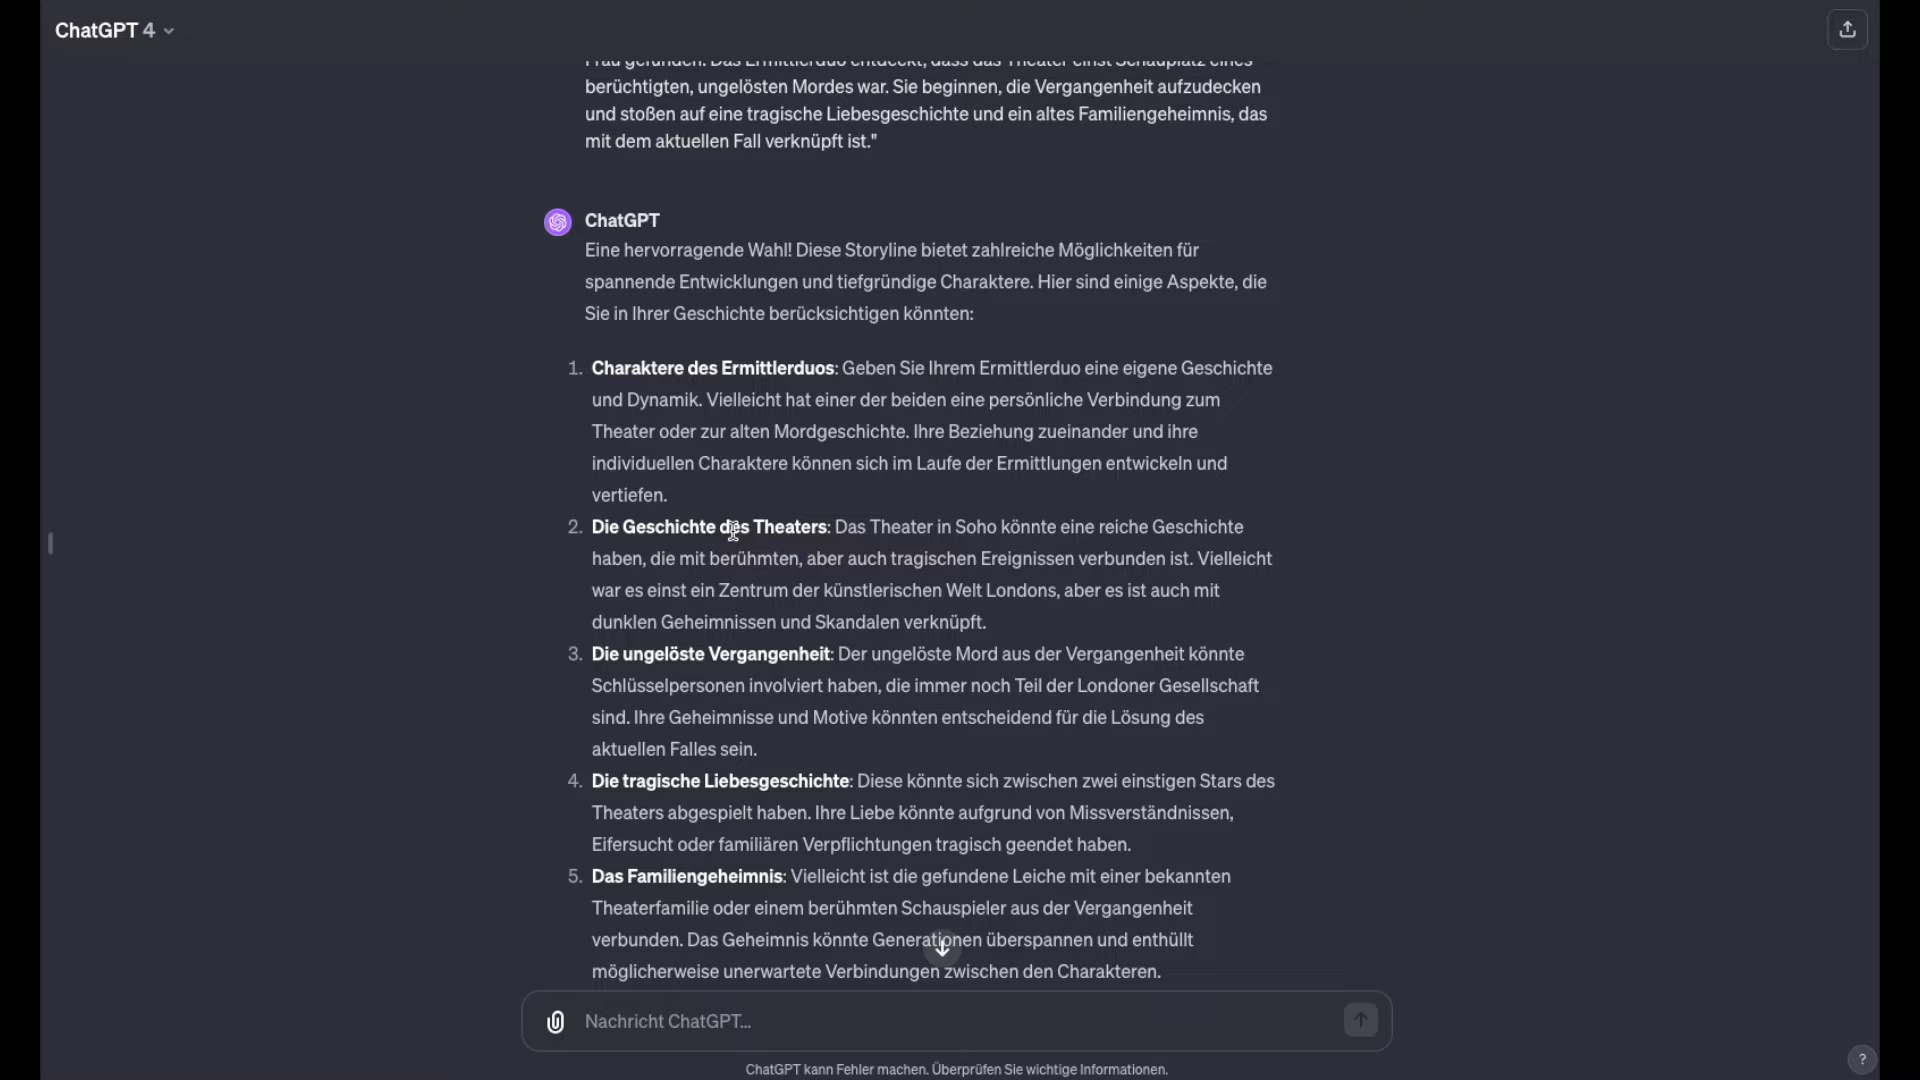 ChatGPT 4
Frau gefunden. Das Ermittlerduo entdeckt, dass das Theater einst Schauplatz eines
berüchtigten, ungelösten Mordes war. Sie beginnen, die Vergangenheit aufzudecken
und stoßen auf eine tragische Liebesgeschichte und ein altes Familiengeheimnis, das
mit dem aktuellen Fall verknüpft ist."
ChatGPT
Eine hervorragende Wahl! Diese Storyline bietet zahlreiche Möglichkeiten für
spannende Entwicklungen und tiefgründige Charaktere. Hier sind einige Aspekte, die
Sie in Ihrer Geschichte berücksichtigen könnten:
1. Charaktere des Ermittlerduos: Geben Sie Ihrem Ermittlerduo eine eigene Geschichte
und Dynamik. Vielleicht hat einer der beiden eine persönliche Verbindung zum
Theater oder zur alten Mordgeschichte. Ihre Beziehung zueinander und ihre
individuellen Charaktere können sich im Laufe der Ermittlungen entwickeln und
vertiefen.
2. Die Geschichte des Theaters: Das Theater in Soho könnte eine reiche Geschichte
haben, die mit berühmten, aber auch tragischen Ereignissen verbunden ist. Vielleicht
war es einst ein Zentrum der künstlerischen Welt Londons, aber es ist auch mit
dunklen Geheimnissen und Skandalen verknüpft.
3. Die ungelöste Vergangenheit: Der ungelöste Mord aus der Vergangenheit könnte
Schlüsselpersonen involviert haben, die immer noch Teil der Londoner Gesellschaft
sind. Ihre Geheimnisse und Motive könnten entscheidend für die Lösung des
aktuellen Falles sein.
4. Die tragische Liebesgeschichte: Diese könnte sich zwischen zwei einstigen Stars des
Theaters abgespielt haben. Ihre Liebe könnte aufgrund von Missverständnissen,
Eifersucht oder familiären Verpflichtungen tragisch geendet haben.
5. Das Familiengeheimnis: Vielleicht ist die gefundene Leiche mit einer bekannten
Theaterfamilie oder einem berühmten Schauspieler aus der Vergangenheit
verbunden. Das Geheimnis könnte Generationen überspannen und enthüllt
möglicherweise unerwartete Verbindungen zwischen den Charakteren.
Nachricht ChatGPT...
ChatGPT kann Fehler machen. Überprüfen Sie wichtige Informationen.
?